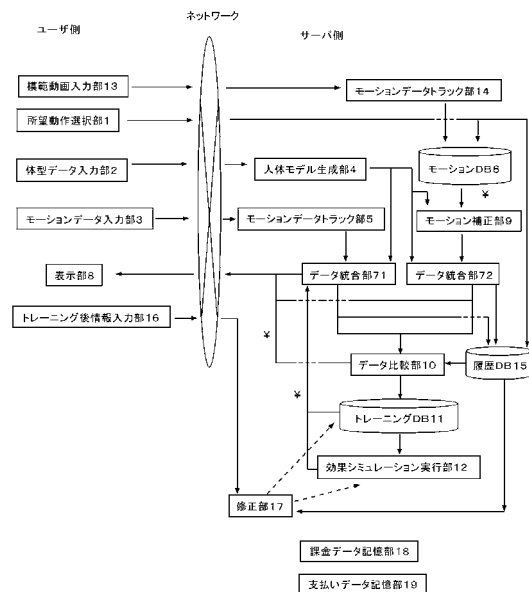 ネットワーク
ユーザ側
サーバ側
模範動画入力部13
モーションデータトラック部14
所望動作選択部1
体型データ入力部2
人体モデル生成部4
モーションDB6
¥
モーションデータ入力部3
モーションデータトラック部5
モーション補正部9
表示部8
データ統合部71
データ統合部72
トレーニング後情報入力部16
¥
データ比較部10
履歴DB15
¥
トレーニングDB11
効果シミュレーション実行部12
修正部17
課金データ記憶部18
支払いデータ記憶部19